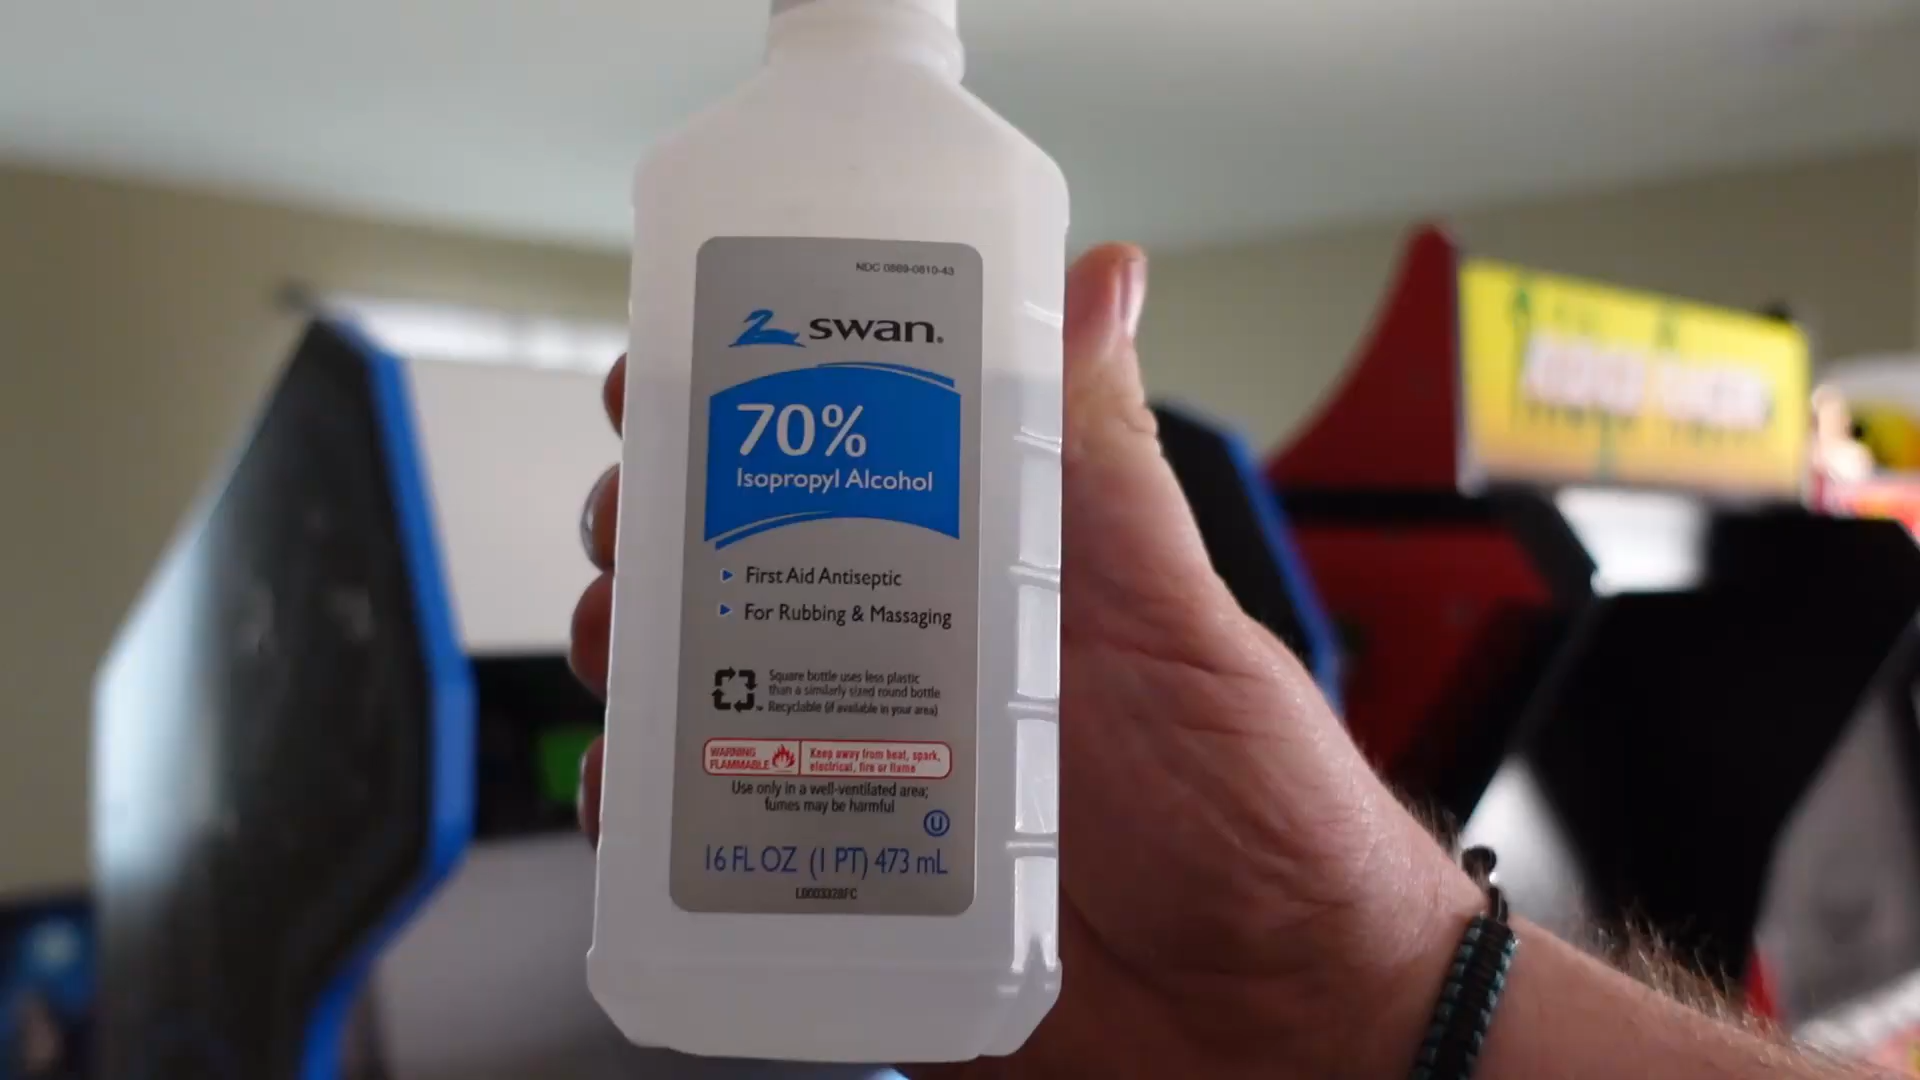 NDC 0869-0810-43
swan®
70%
Isopropyl Alcohol
First Aid Antiseptic
For Rubbing & Massaging
Square bottle uses less plastic
than a similarly sized round bottle
Recyclable (if available in your area)
WARNING
FLAMMABLE
Keep away from heat, spark,
electrical, fire or flame
Use only in a well-ventilated area;
fumes may be harmful
U
16 FL OZ (1 PT) 473 mL
L0003328FC